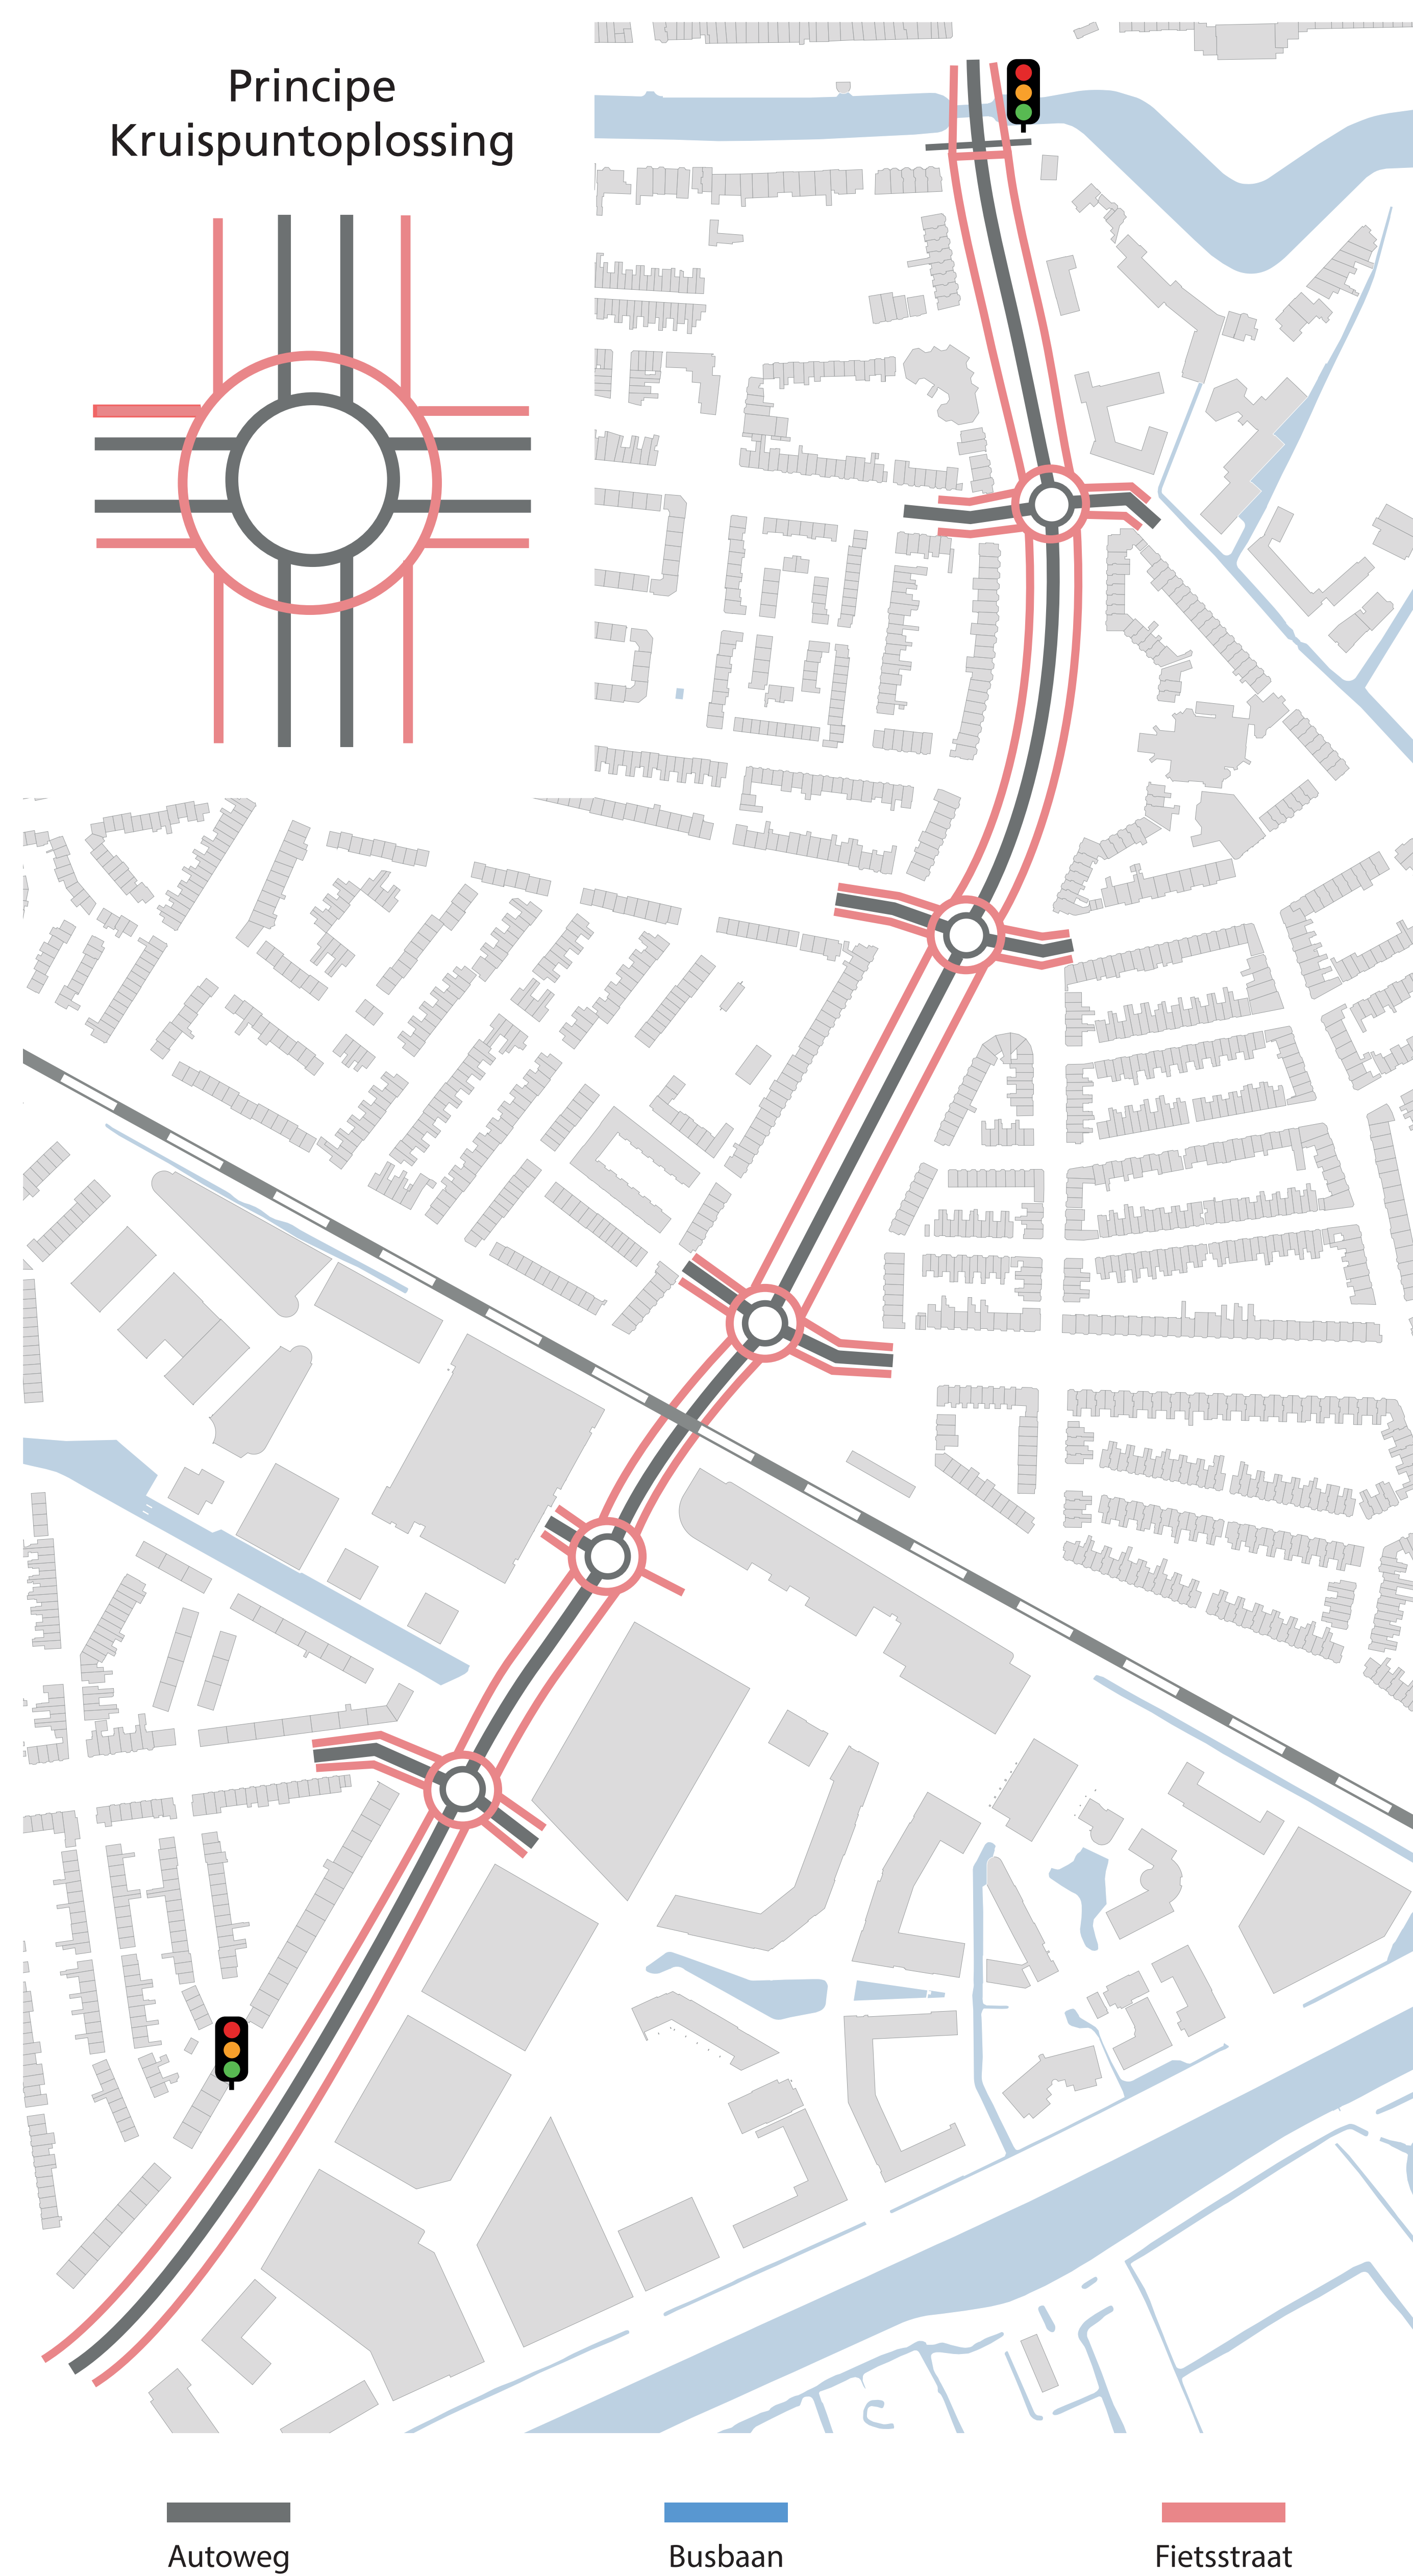 Principe
Kruispuntoplossing
Autoweg
Busbaan
Fietsstraat